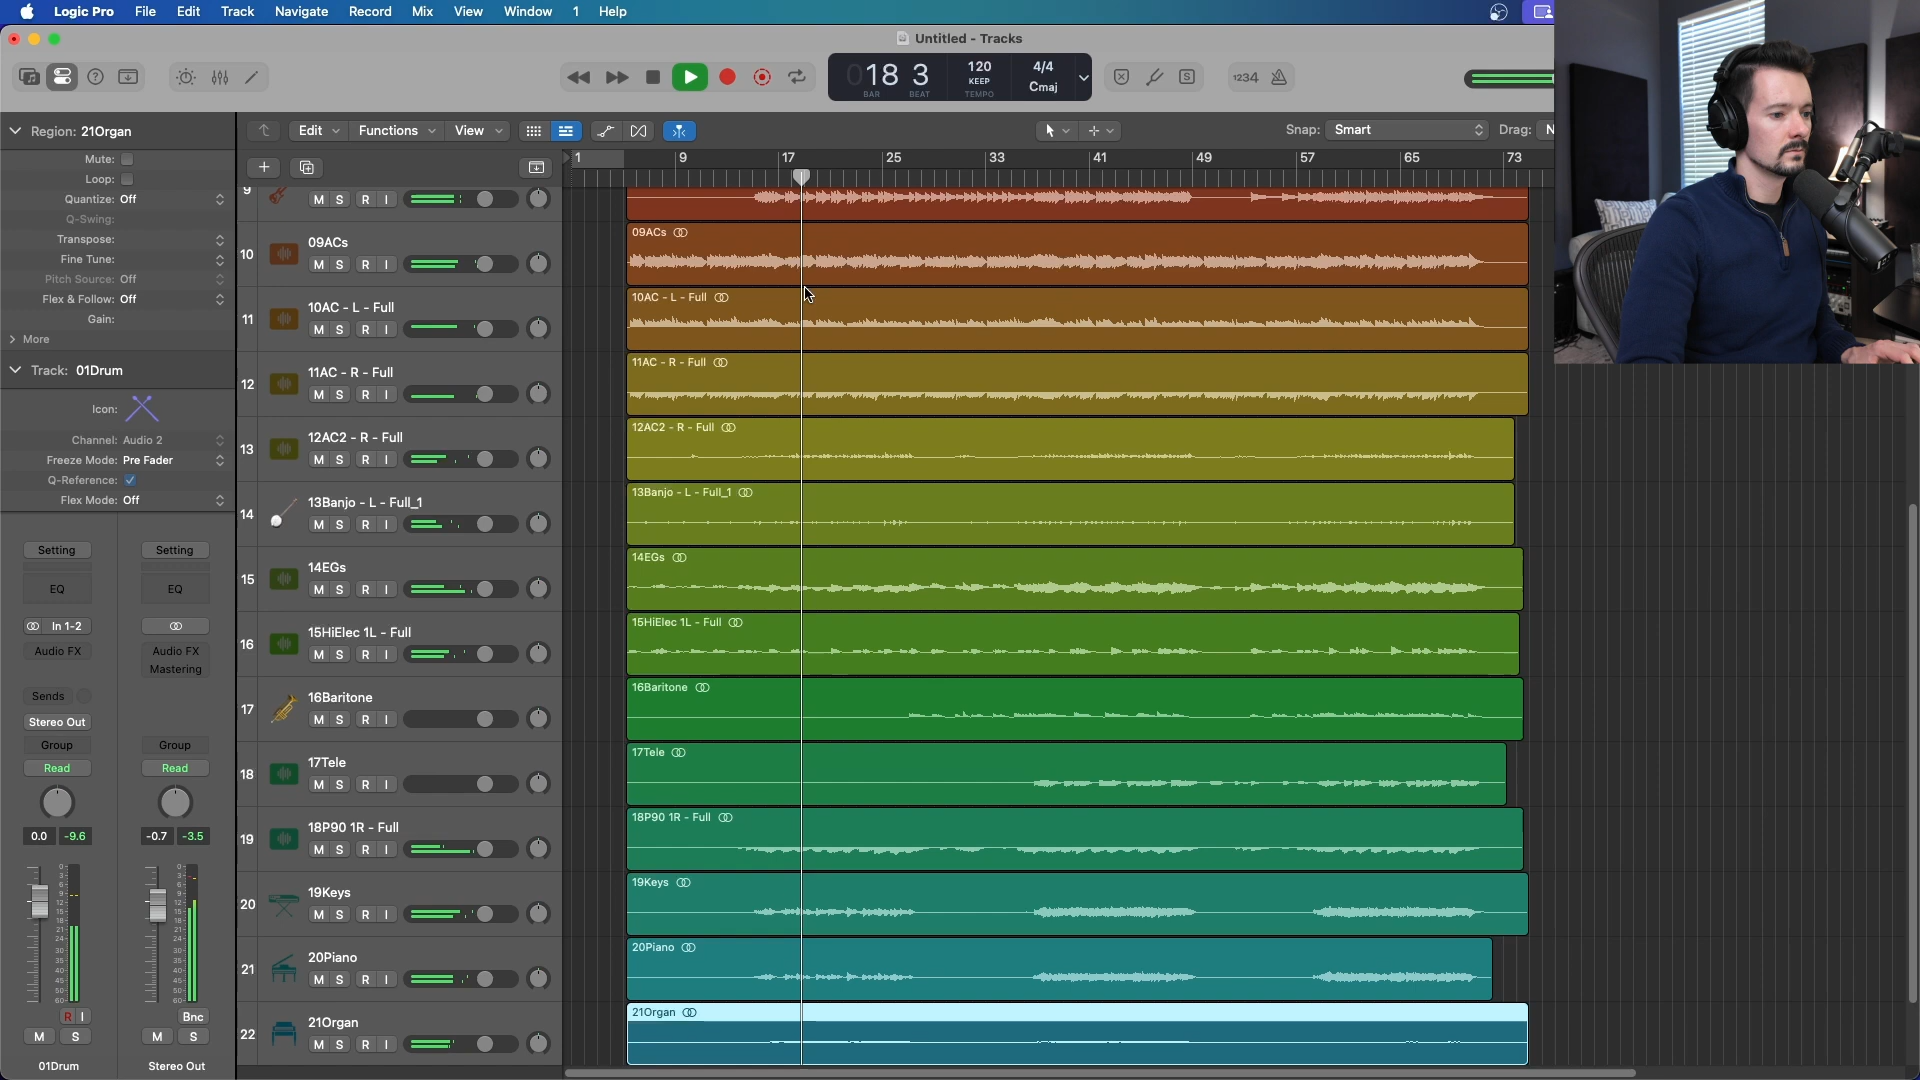 Logic Pro File Edit Track Navigate Record Mix View Window 1 Help
Untitled - Tracks
18 3
BAR BEAT
120
KEEP
TEMPO
4/4
Cmaj
1234
Region: 21Organ
Mute:
Loop:
Quantize: Off
Q-Swing:
Transpose:
Fine Tune:
Pitch Source: Off
Flex & Follow: Off
Gain:
More
Track: 01Drum
Icon:
Channel: Audio 2
Freeze Mode: Pre Fader
Q-Reference:
Flex Mode: Off
Setting Setting
EQ EQ
In 1-2
Audio FX Audio FX
Mastering
Sends
Stereo Out
Group Group
Read Read
0.0 -9.6 -0.7 -3.5
R I Bnc
M S M S
01Drum Stereo Out
Edit Functions View
Snap: Smart Drag: N
1 9 17 25 33 41 49 57 65 73
9 M S R I
10 09ACs
M S R I
09ACs
11 10AC - L - Full
M S R I
10AC - L - Full
12 11AC - R - Full
M S R I
11AC - R - Full
13 12AC2 - R - Full
M S R I
12AC2 - R - Full
14 13Banjo - L - Full_1
M S R I
13Banjo - L - Full_1
15 14EGs
M S R I
14EGs
16 15HiElec 1L - Full
M S R I
15HiElec 1L - Full
17 16Baritone
M S R I
16Baritone
18 17Tele
M S R I
17Tele
19 18P90 1R - Full
M S R I
18P90 1R - Full
20 19Keys
M S R I
19Keys
21 20Piano
M S R I
20Piano
22 21Organ
M S R I
21Organ